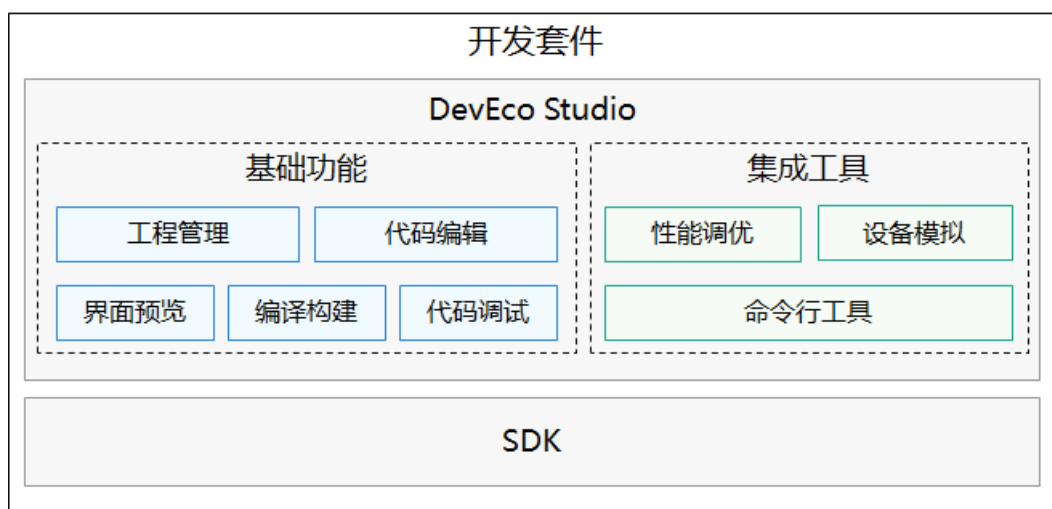 开发套件
DevEco Studio
基础功能
工程管理 代码编辑
界面预览 编译构建 代码调试
集成工具
性能调优 设备模拟
命令行工具
SDK